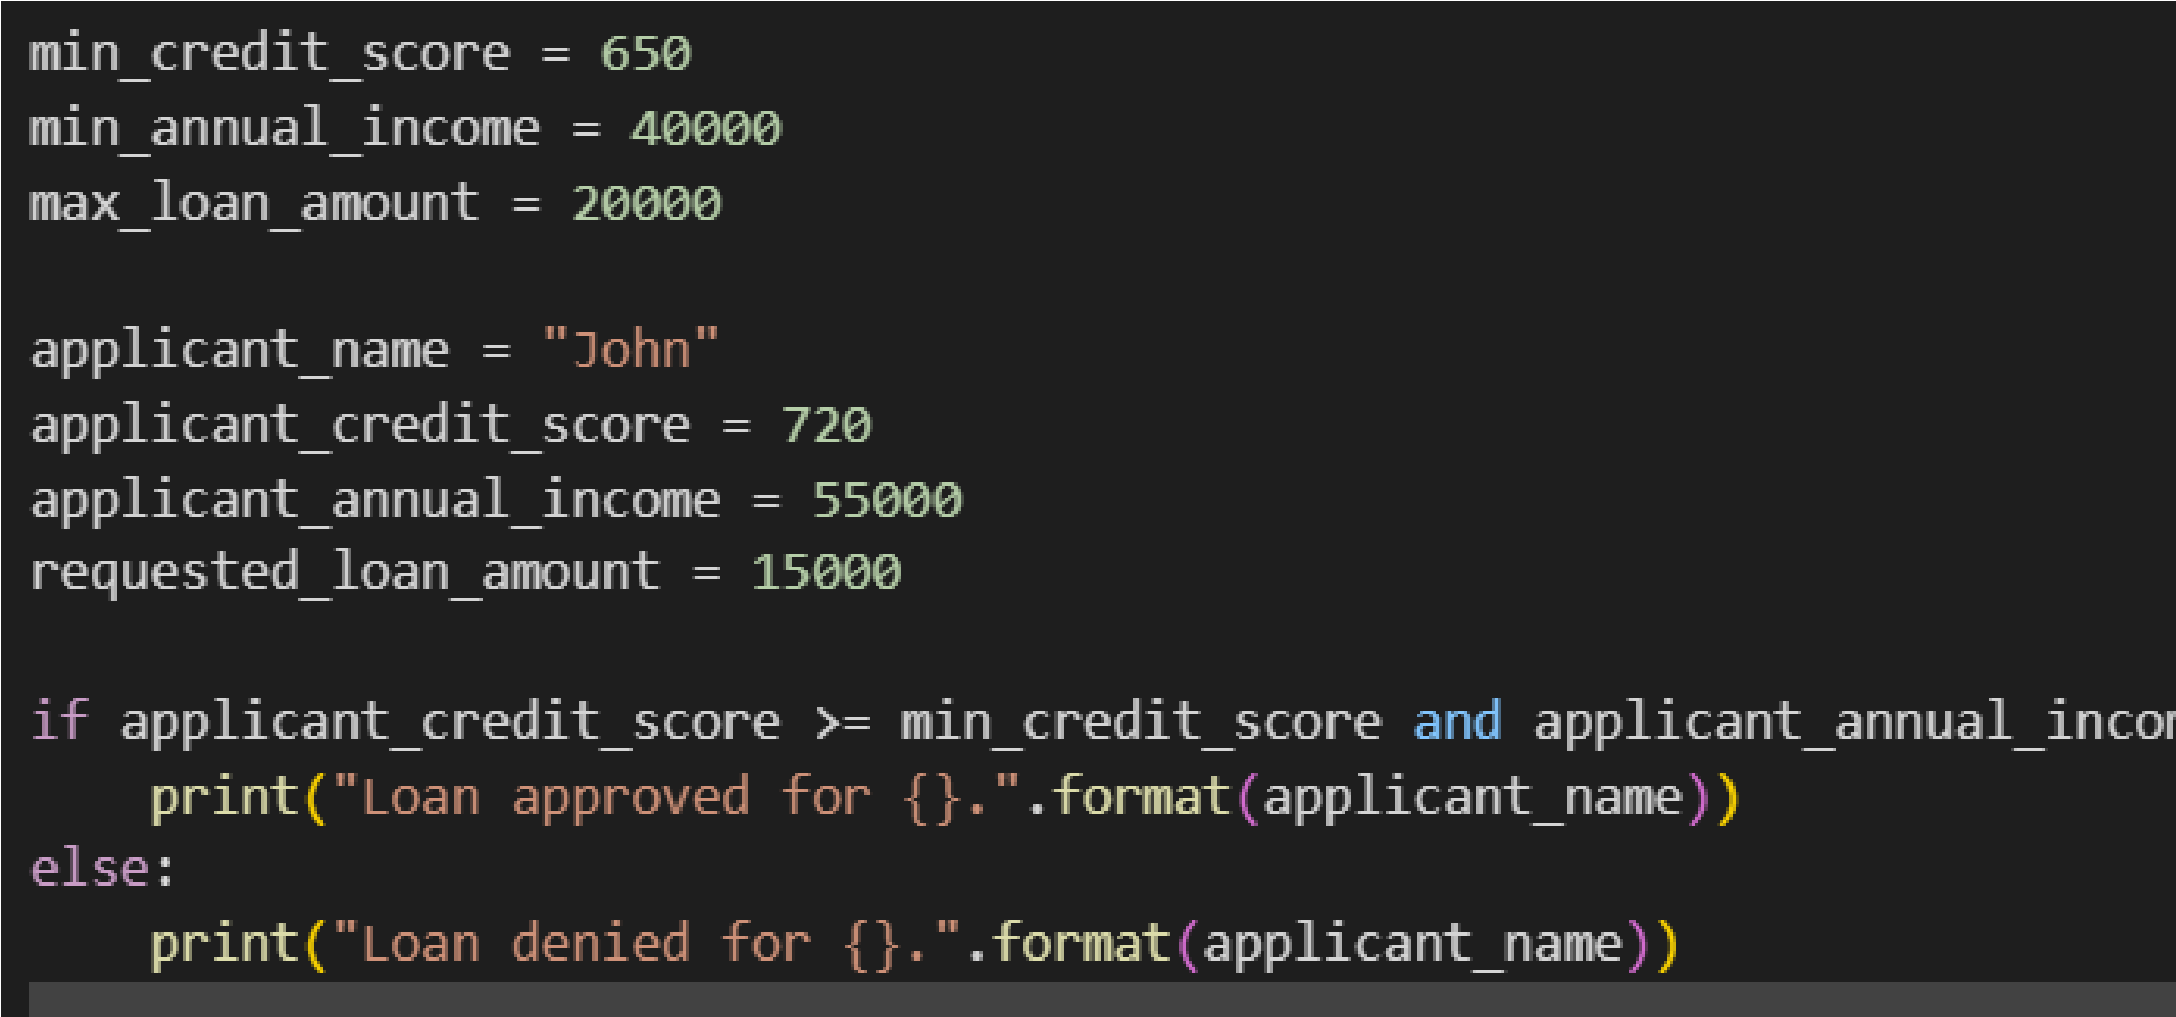 min_credit_score = 650
min_annual_income = 40000
max_loan_amount = 20000
applicant_name = "John"
applicant_credit_score = 720
applicant_annual_income = 55000
requested_loan_amount = 15000
if applicant_credit_score >= min_credit_score and
    print("Loan approved for {}.".format(applicant_name))
else:
    print("Loan denied for {}.".format(applicant_name))